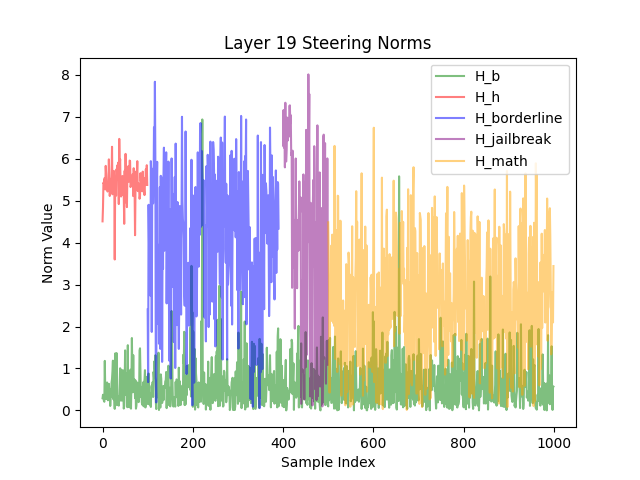 Layer 19 Steering Norms
Norm Value
8
7
6
5
4
3
2
1
0
0 200 400 600 800 1000
Sample Index
H_b
H_h
H_borderline
H_jailbreak
H_math